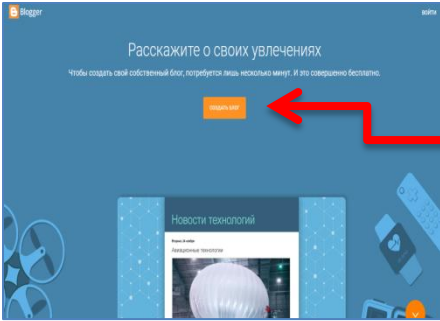 Blogger
ВОЙТИ
Расскажите о своих увлечениях
Чтобы создать свой собственный блог, потребуется лишь несколько минут. И это совершенно бесплатно.
СОЗДАТЬ БЛОГ
Новости технологий
Авиационные технологии